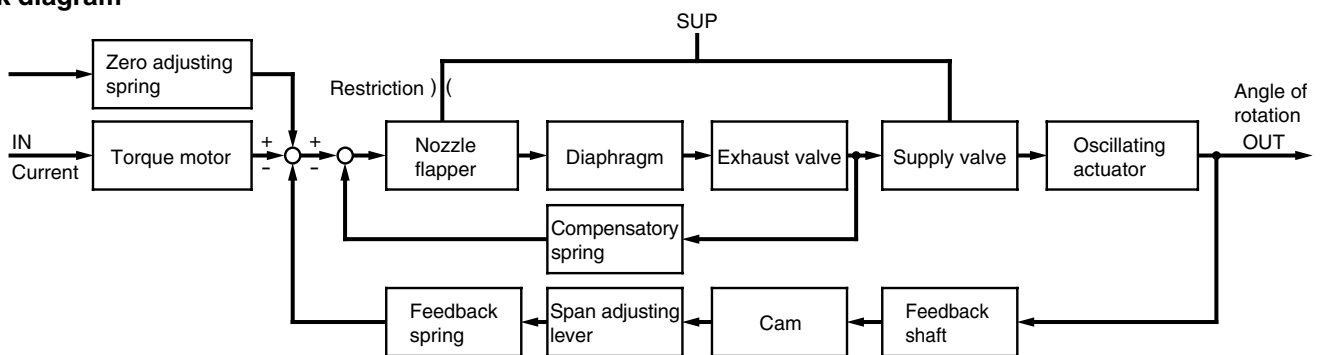 k diagram
SUP
Zero adjusting
spring
Restriction ) (
Angle of
rotation
OUT
IN
Current
Torque motor
+
-
+
-
Nozzle
flapper
Diaphragm
Exhaust valve
Supply valve
Oscillating
actuator
Compensatory
spring
Feedback
spring
Span adjusting
lever
Cam
Feedback
shaft